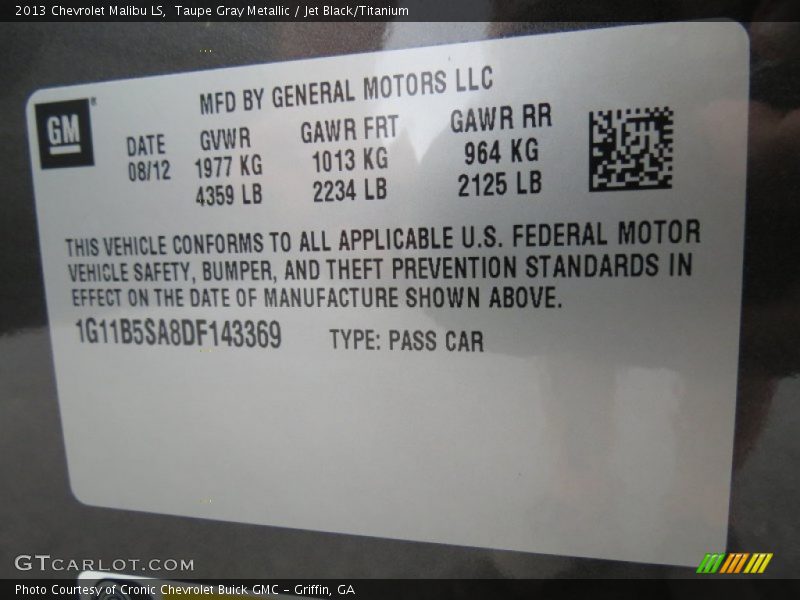 2013 Chevrolet Malibu LS, Taupe Gray Metallic / Jet Black/Titanium
GM
MFD BY GENERAL MOTORS LLC
DATE GVWR GAWR FRT GAWR RR
08/12 1977 KG 1013 KG 964 KG
4359 LB 2234 LB 2125 LB
THIS VEHICLE CONFORMS TO ALL APPLICABLE U.S. FEDERAL MOTOR
VEHICLE SAFETY, BUMPER, AND THEFT PREVENTION STANDARDS IN
EFFECT ON THE DATE OF MANUFACTURE SHOWN ABOVE.
1G11B5SA8DF143369 TYPE: PASS CAR
GTCARLOT.COM
Photo Courtesy of Cronic Chevrolet Buick GMC – Griffin, GA